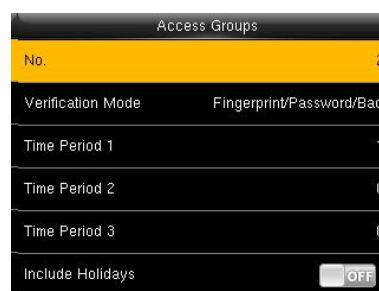 Access Groups
No.
Verification Mode Fingerprint/Password/Bad
Time Period 1
Time Period 2
Time Period 3
Include Holidays OFF